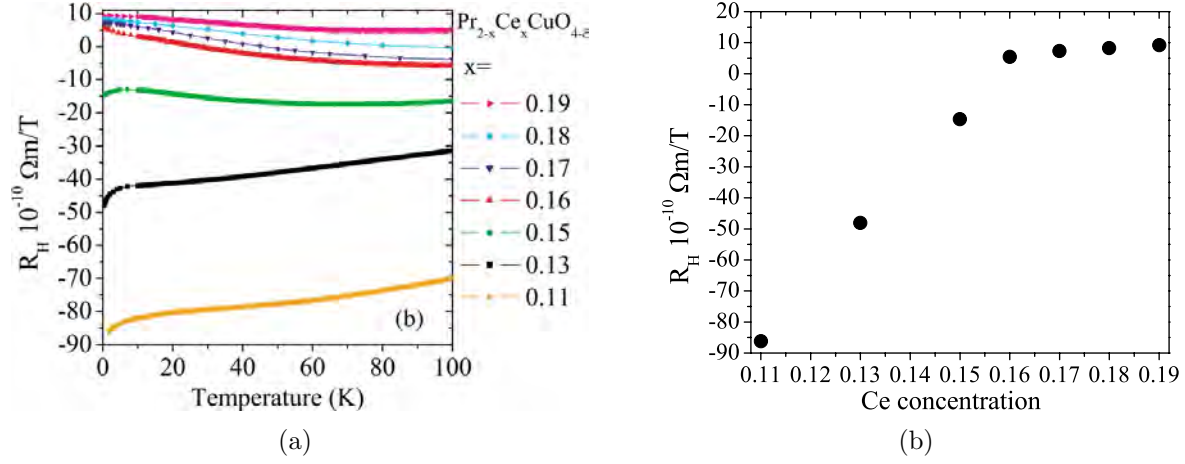 10
0
-10
-20
-30
-40
-50
-60
-70
-80
-90
R_H 10^-10 Ωm/T
0 20 40 60 80 100
Temperature (K)
Pr_2-xCe_xCuO_4-δ
x=
0.19
0.18
0.17
0.16
0.15
0.13
0.11
(b)
(a)
20
10
0
-10
-20
-30
-40
-50
-60
-70
-80
-90
R_H 10^-10 Ωm/T
0.11 0.12 0.13 0.14 0.15 0.16 0.17 0.18 0.19
Ce concentration
(b)